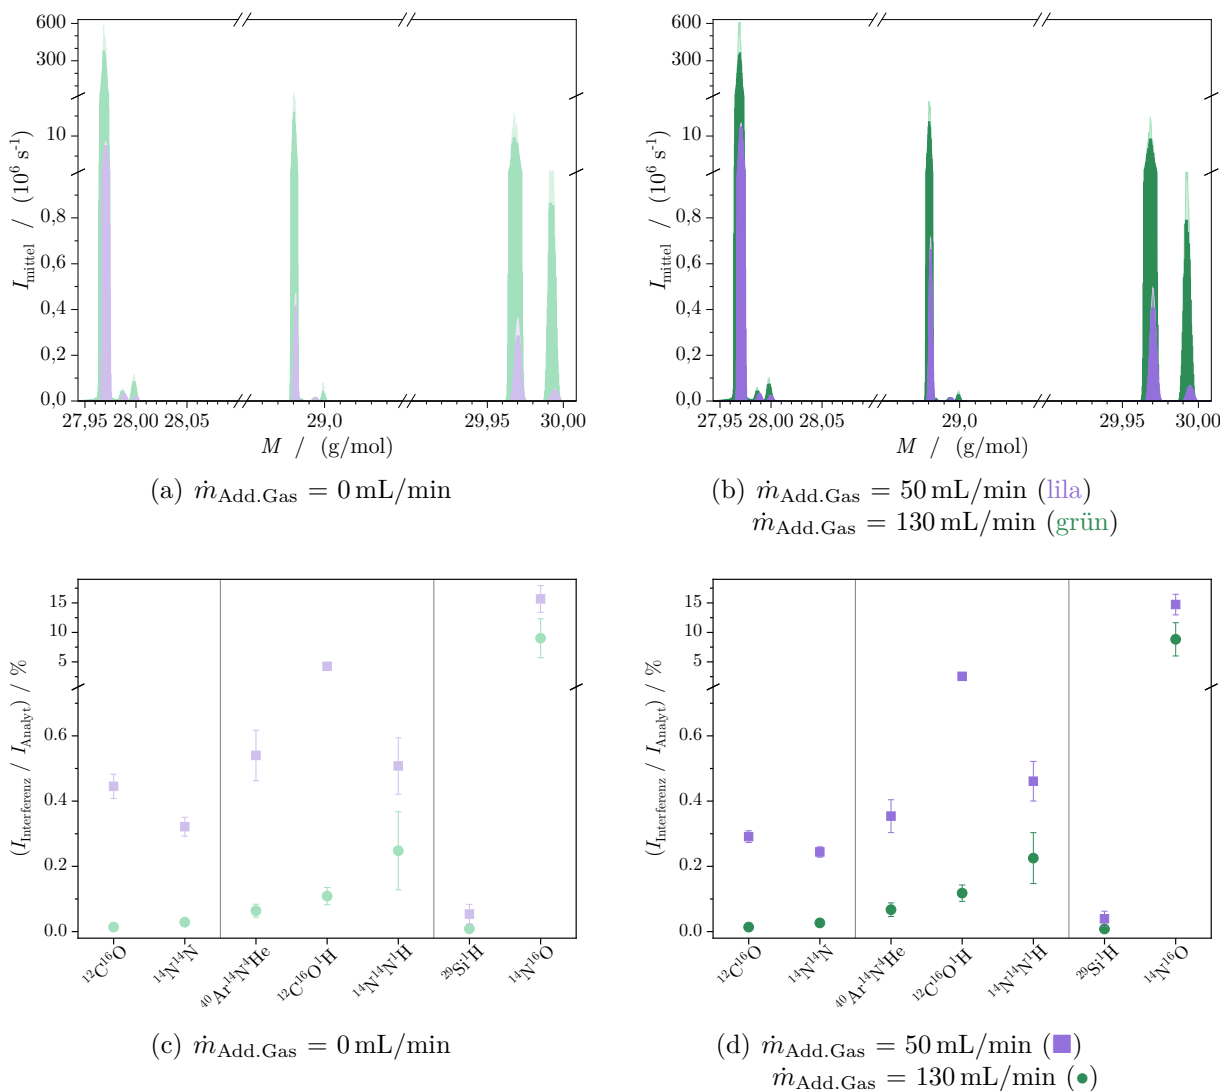 600
300
10
0,8
0,6
0,4
0,2
0,0
I_mittel / (10⁶ s⁻¹)
27,95 28,00 28,05 29,0 29,95 30,00
M / (g/mol)
(a) ṁ_Add.Gas = 0 mL/min
600
300
10
0,8
0,6
0,4
0,2
0,0
I_mittel / (10⁶ s⁻¹)
27,95 28,00 28,05 29,0 29,95 30,00
M / (g/mol)
(b) ṁ_Add.Gas = 50 mL/min (lila)
ṁ_Add.Gas = 130 mL/min (grün)
15
10
5
0.6
0.4
0.2
0.0
(I_Interferenz / I_Analyt) / %
¹²C¹⁶O ¹⁴N¹⁴N ⁴⁰Ar¹⁴N⁴He ¹²C¹⁶O¹H ¹⁴N¹⁴N¹H ²⁹Si¹H ¹⁴N¹⁶O
(c) ṁ_Add.Gas = 0 mL/min
15
10
5
0.6
0.4
0.2
0.0
(I_Interferenz / I_Analyt) / %
¹²C¹⁶O ¹⁴N¹⁴N ⁴⁰Ar¹⁴N⁴He ¹²C¹⁶O¹H ¹⁴N¹⁴N¹H ²⁹Si¹H ¹⁴N¹⁶O
(d) ṁ_Add.Gas = 50 mL/min (■)
ṁ_Add.Gas = 130 mL/min (●)